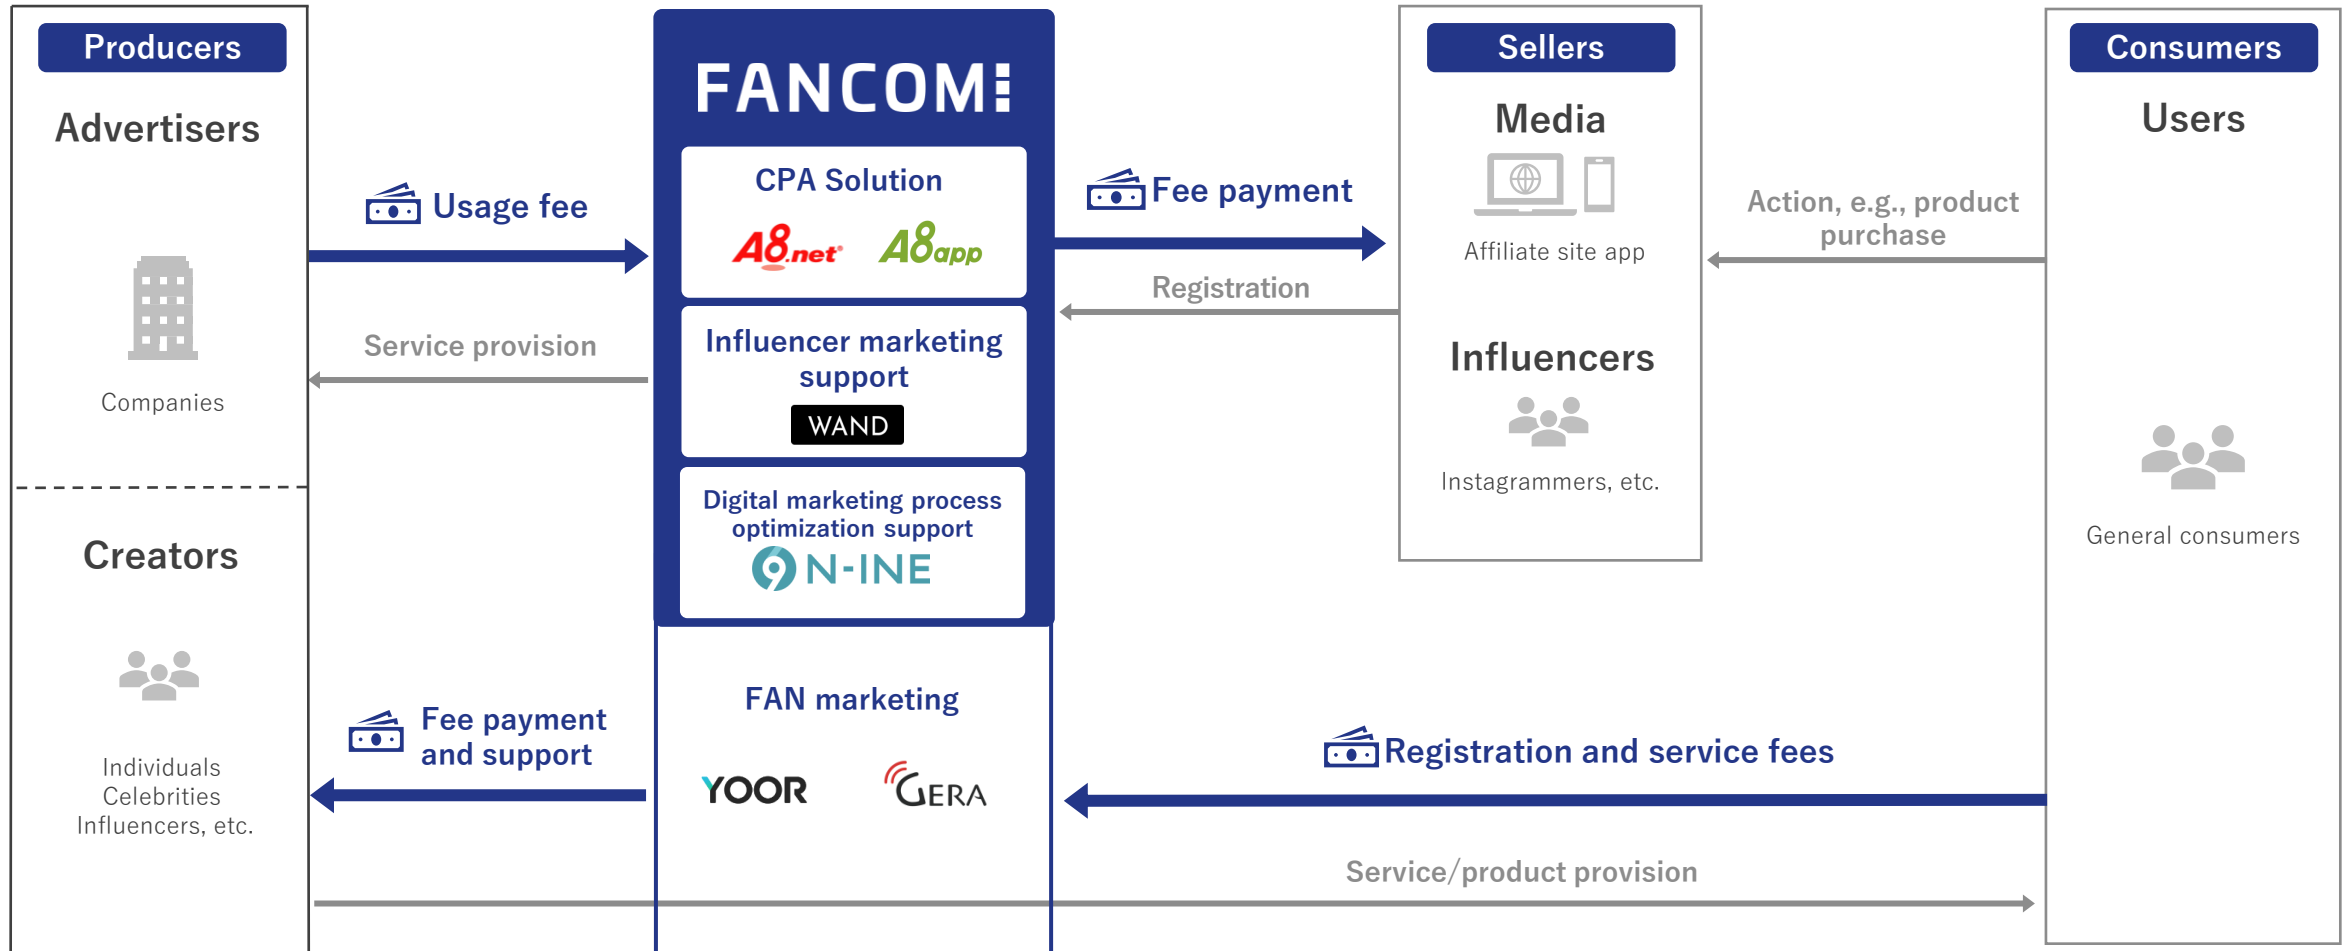 Producers
Advertisers
Companies
Creators
Individuals
Celebrities
Influencers, etc.
Usage fee
Service provision
Fee payment
and support
FANCOMI
CPA Solution
A8.net®
A8app
Influencer marketing
support
WAND
Digital marketing process
optimization support
N-INE
FAN marketing
YOOR
GERA
Fee payment
Registration
Sellers
Media
Affiliate site app
Influencers
Instagrammers, etc.
Action, e.g., product
purchase
Registration and service fees
Service/product provision
Consumers
Users
General consumers